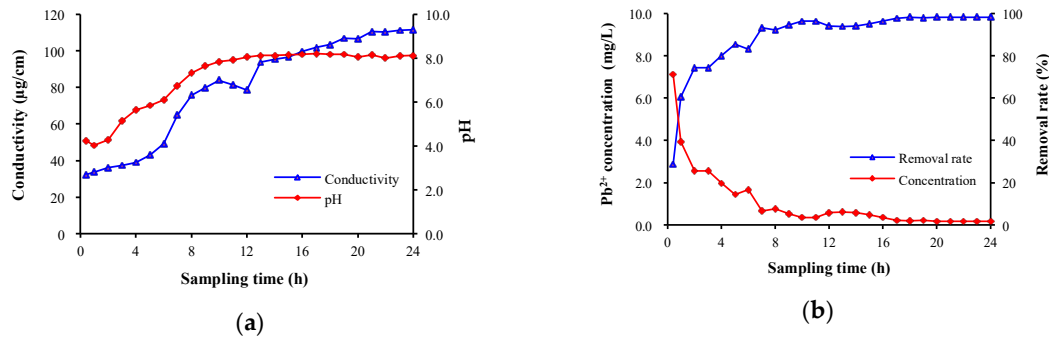 Conductivity (µg/cm)
120
100
80
60
40
20
0
10.0
8.0
6.0
4.0
2.0
0.0
pH
Conductivity
pH
0 4 8 12 16 20 24
Sampling time (h)
(a)
Pb²⁺ concentration (mg/L)
10.0
8.0
6.0
4.0
2.0
0.0
100
80
60
40
20
0
Removal rate (%)
Removal rate
Concentration
0 4 8 12 16 20 24
Sampling time (h)
(b)